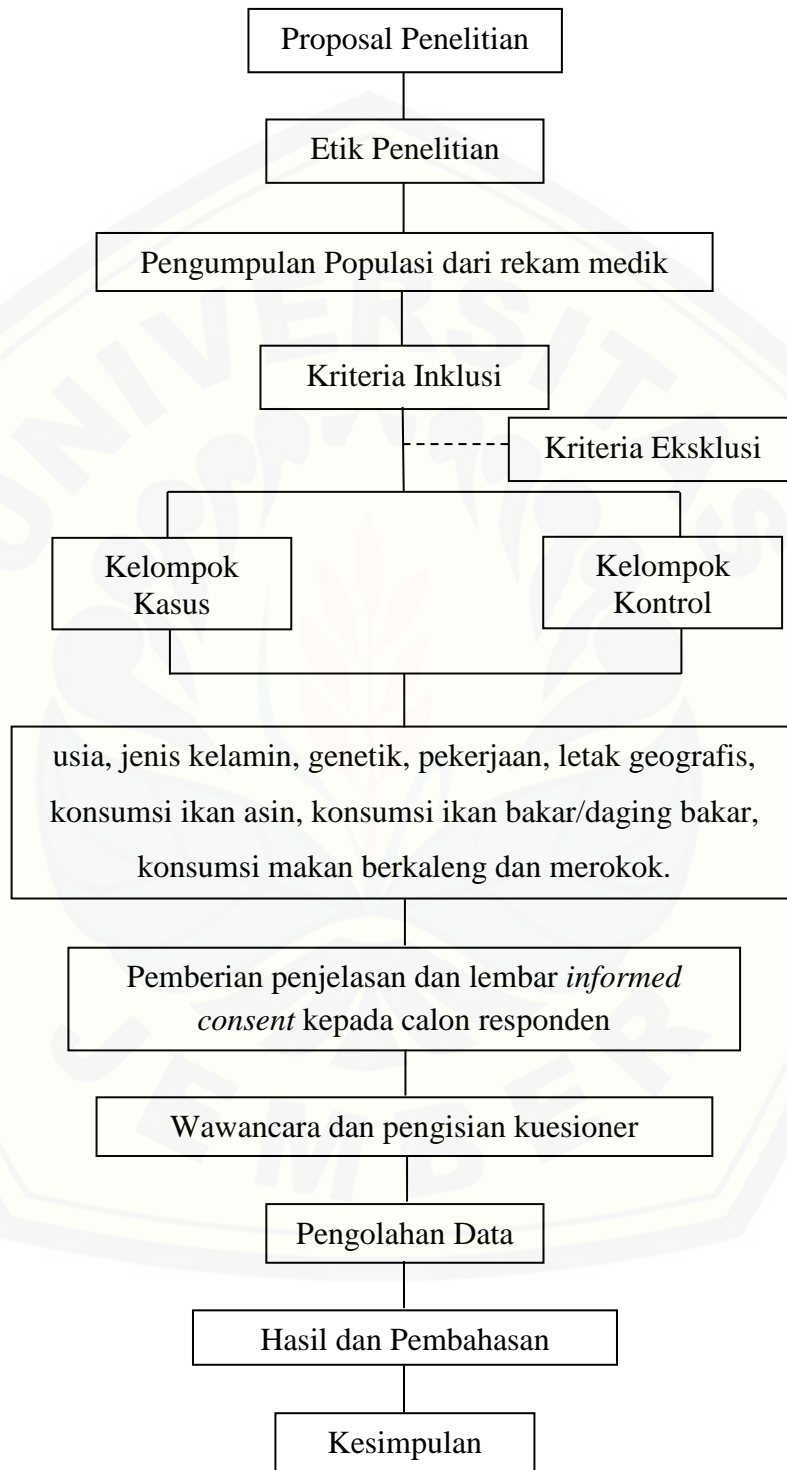 Proposal Penelitian
Etik Penelitian
Pengumpulan Populasi dari rekam medik
Kriteria Inklusi
Kriteria Eksklusi
Kelompok
Kasus
Kelompok
Kontrol
usia, jenis kelamin, genetik, pekerjaan, letak geografis,
konsumsi ikan asin, konsumsi ikan bakar/daging bakar,
konsumsi makan berkaleng dan merokok.
Pemberian penjelasan dan lembar informed
consent kepada calon responden
Wawancara dan pengisian kuesioner
Pengolahan Data
Hasil dan Pembahasan
Kesimpulan
UNIVERSITAS
JEMBER